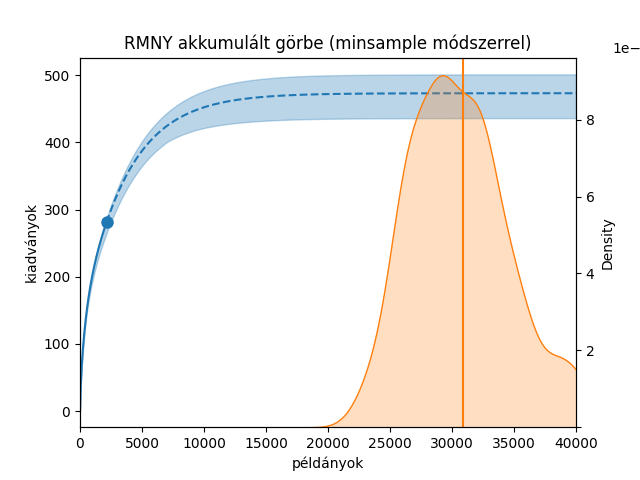 RMNY akkumulált görbe (minsample módszerrel)
1e−
500
400
300
200
100
0
kiadványok
8
6
4
2
Density
0 5000 10000 15000 20000 25000 30000 35000 40000
példányok